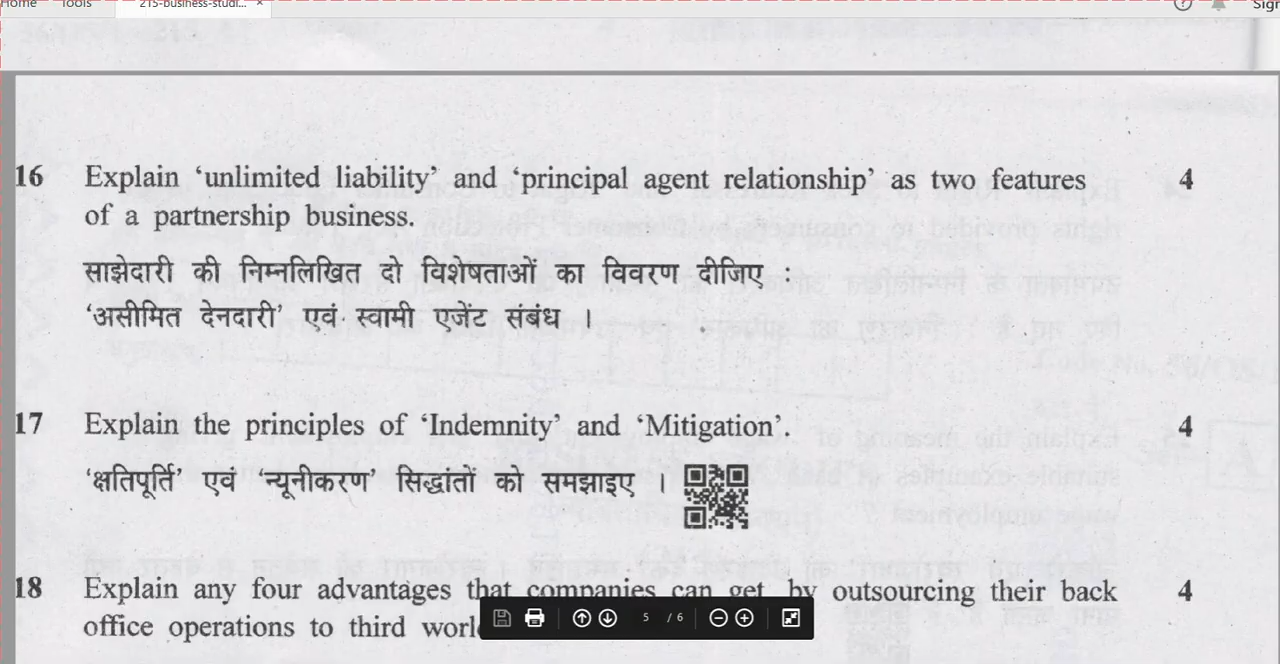 Home Tools 215-business-studi... × Sign
16 Explain ‘unlimited liability’ and ‘principal agent relationship’ as two features 4
of a partnership business.
साझेदारी की निम्नलिखित दो विशेषताओं का विवरण दीजिए :
‘असीमित देनदारी’ एवं स्वामी एजेंट संबंध ।
17 Explain the principles of ‘Indemnity’ and ‘Mitigation’. 4
‘क्षतिपूर्ति’ एवं न्यूनीकरण’ सिद्धांतों को समझाइए ।
18 Explain any four advantages that companies can get by outsourcing their back 4
office operations to third
5 / 6